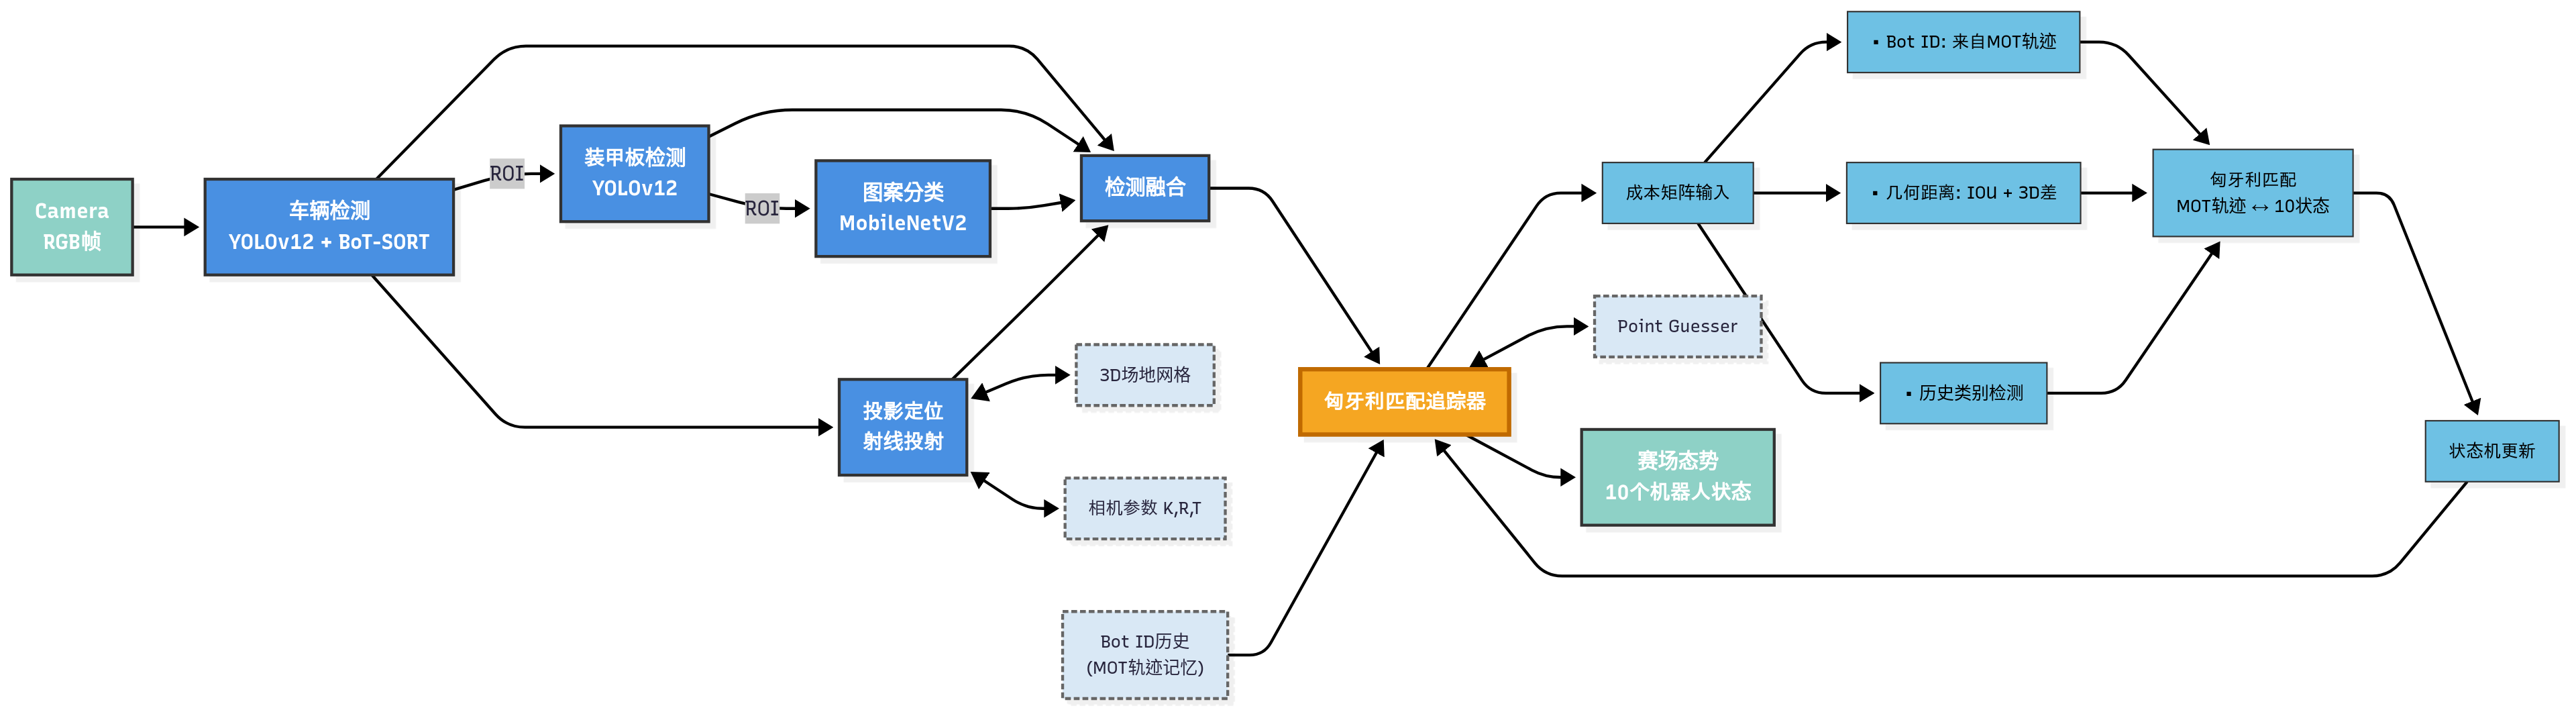 Camera
RGB帧
车辆检测
YOLOv12 + BoT-SORT
ROI
装甲板检测
YOLOv12
ROI
图案分类
MobileNetV2
检测融合
投影定位
射线投射
3D场地网格
相机参数 K,R,T
Bot ID历史
(MOT轨迹记忆)
匈牙利匹配追踪器
Point Guesser
赛场态势
10个机器人状态
成本矩阵输入
▪ Bot ID: 来自MOT轨迹
▪ 几何距离: IOU + 3D差
▪ 历史类别检测
匈牙利匹配
MOT轨迹 ↔ 10状态
状态机更新